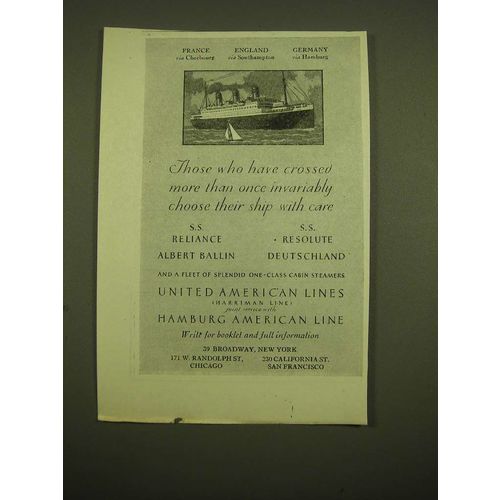 FRANCE ENGLAND GERMANY
via Cherbourg via Southampton via Hamburg
Those who have crossed
more than once invariably
choose their ship with care
S.S. S.S.
RELIANCE RESOLUTE
ALBERT BALLIN DEUTSCHLAND
AND A FLEET OF SPLENDID ONE-CLASS CABIN STEAMERS
UNITED AMERICAN LINES
(HARRIMAN LINE)
joint service with
HAMBURG AMERICAN LINE
Write for booklet and full information
39 BROADWAY, NEW YORK
171 W. RANDOLPH ST, 230 CALIFORNIA ST.
CHICAGO SAN FRANCISCO